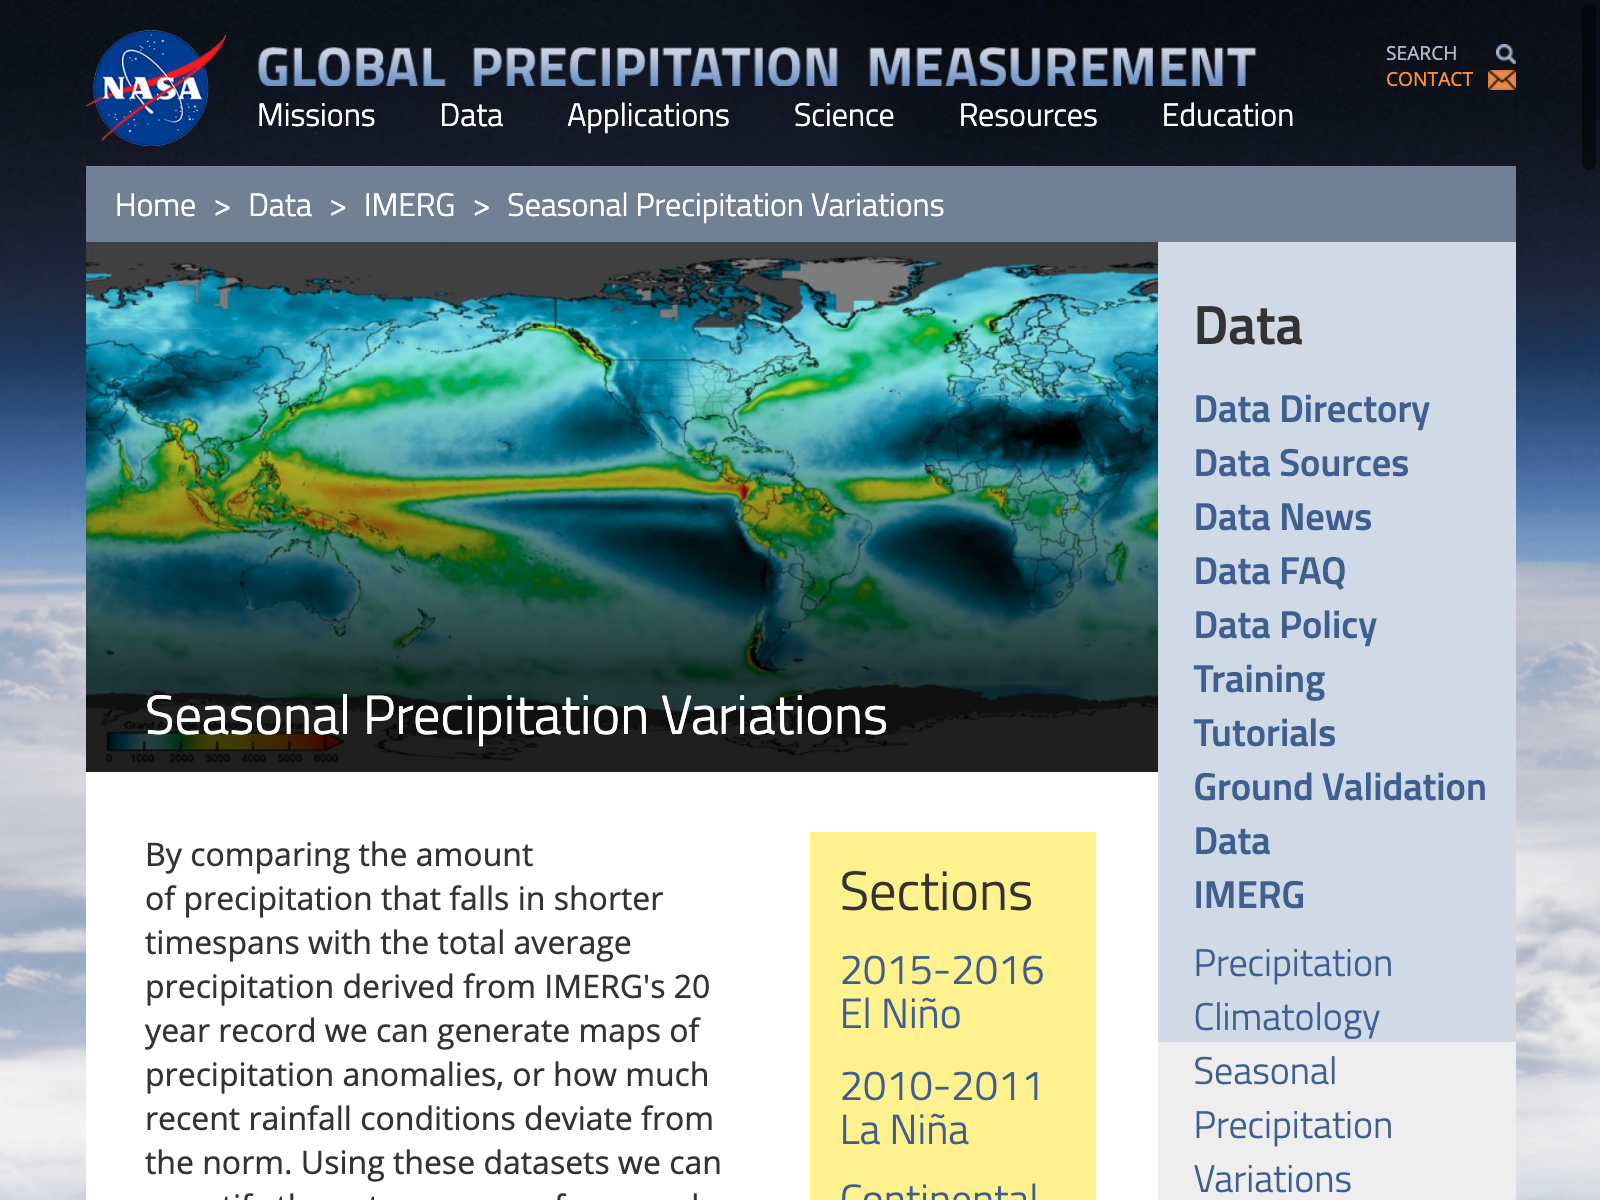 NASA
GLOBAL PRECIPITATION MEASUREMENT
SEARCH
CONTACT
Missions Data Applications Science Resources Education
Home > Data > IMERG > Seasonal Precipitation Variations
Seasonal Precipitation Variations
0 1000 2000 3000 4000 5000 6000
By comparing the amount
of precipitation that falls in shorter
timespans with the total average
precipitation derived from IMERG's 20
year record we can generate maps of
precipitation anomalies, or how much
recent rainfall conditions deviate from
the norm. Using these datasets we can
Sections
2015-2016
El Niño
2010-2011
La Niña
Continental
Data
Data Directory
Data Sources
Data News
Data FAQ
Data Policy
Training
Tutorials
Ground Validation
Data
IMERG
Precipitation
Climatology
Seasonal
Precipitation
Variations